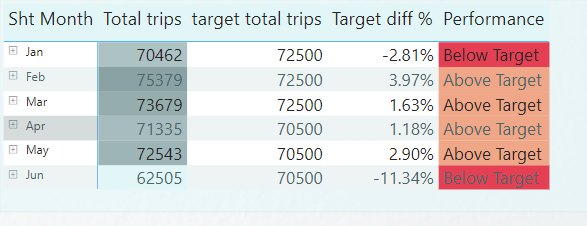 Sht Month Total trips target total trips Target diff % Performance
Jan 70462 72500 -2.81% Below Target
Feb 75379 72500 3.97% Above Target
Mar 73679 72500 1.63% Above Target
Apr 71335 70500 1.18% Above Target
May 72543 70500 2.90% Above Target
Jun 62505 70500 -11.34% Below Target